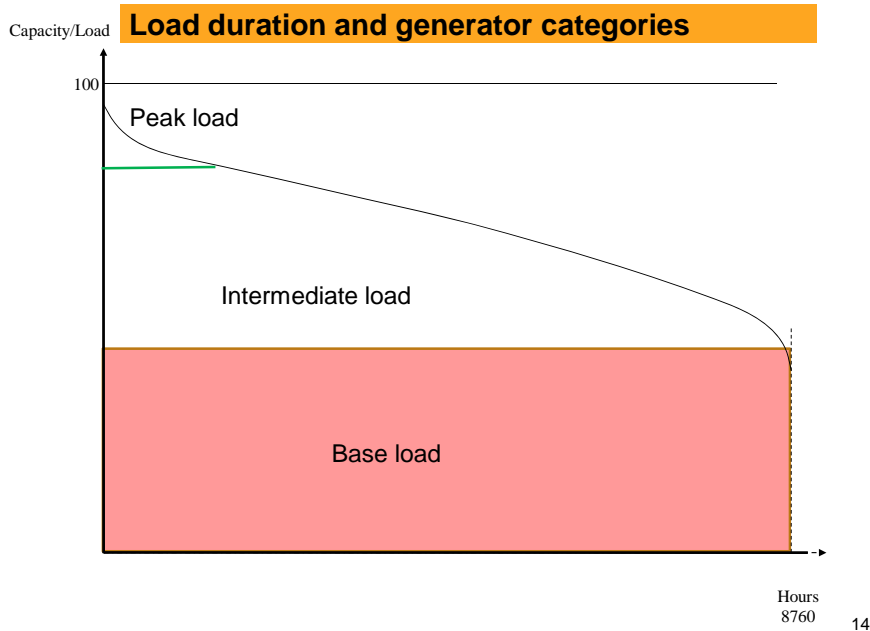 Capacity/Load
Load duration and generator categories
100
Peak load
Intermediate load
Base load
Hours
8760
14